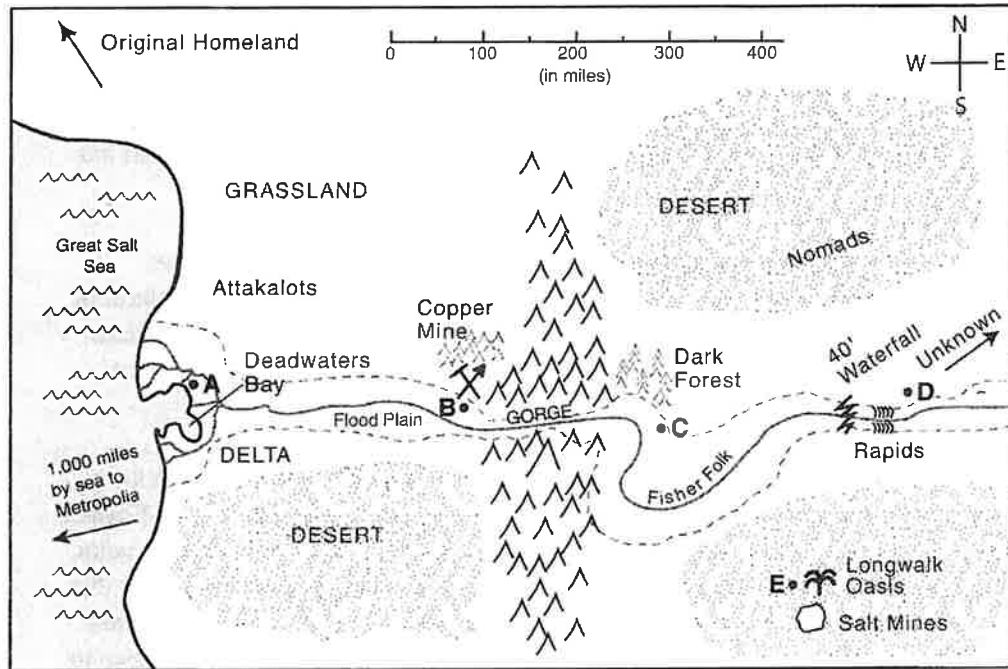 Original Homeland
0 100 200 300 400
(in miles)
N
W E
S
GRASSLAND
DESERT
Nomads
Great Salt
Sea
Attakalots
Copper
Mine
Dark
Forest
40'
Waterfall
Unknown
A
Deadwaters
Bay
B
GORGE
C
D
Flood Plain
Rapids
DELTA
Fisher Folk
1,000 miles
by sea to
Metropolia
DESERT
DESERT
E
Longwalk
Oasis
Salt Mines